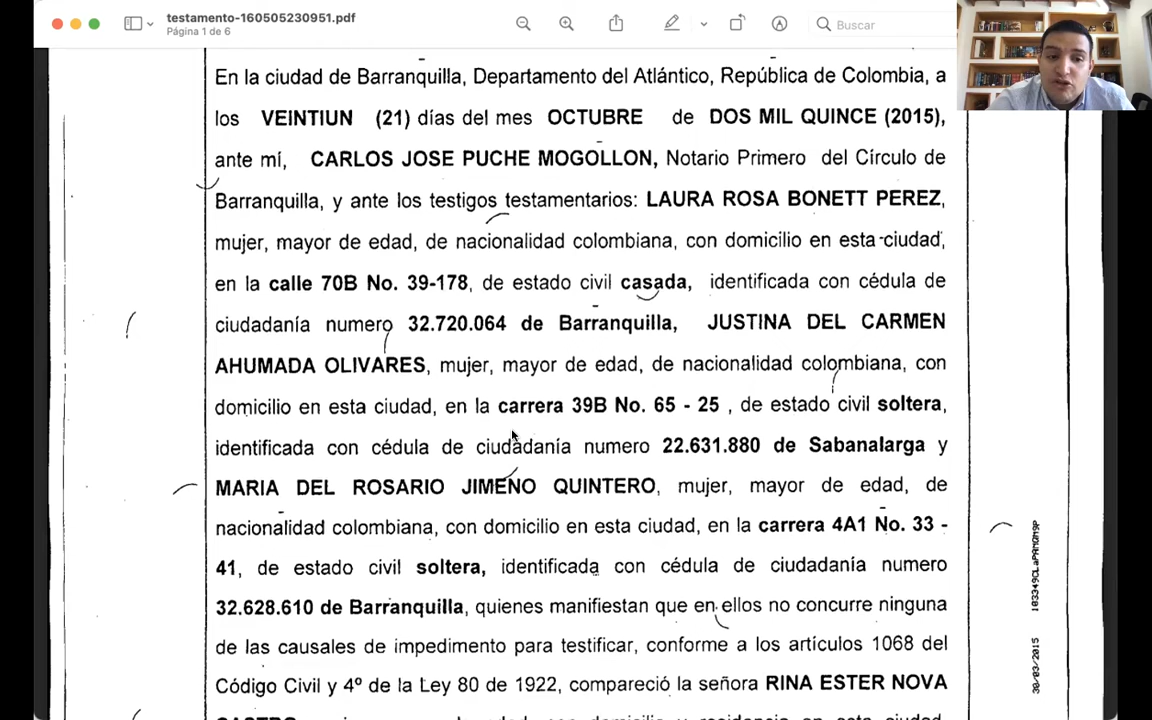 testamento-160505230951.pdf
Página 1 de 6
Buscar
En la ciudad de Barranquilla, Departamento del Atlántico, República de Colombia, a
los VEINTIUN (21) días del mes OCTUBRE de DOS MIL QUINCE (2015),
ante mí, CARLOS JOSE PUCHE MOGOLLON, Notario Primero del Círculo de
Barranquilla, y ante los testigos testamentarios: LAURA ROSA BONETT PEREZ,
mujer, mayor de edad, de nacionalidad colombiana, con domicilio en esta ciudad,
en la calle 70B No. 39-178, de estado civil casada, identificada con cédula de
ciudadanía numero 32.720.064 de Barranquilla, JUSTINA DEL CARMEN
AHUMADA OLIVARES, mujer, mayor de edad, de nacionalidad colombiana, con
domicilio en esta ciudad, en la carrera 39B No. 65 - 25 , de estado civil soltera,
identificada con cédula de ciudadanía numero 22.631.880 de Sabanalarga y
MARIA DEL ROSARIO JIMENO QUINTERO, mujer, mayor de edad, de
nacionalidad colombiana, con domicilio en esta ciudad, en la carrera 4A1 No. 33 -
41, de estado civil soltera, identificada con cédula de ciudadanía numero
32.628.610 de Barranquilla, quienes manifiestan que en ellos no concurre ninguna
de las causales de impedimento para testificar, conforme a los artículos 1068 del
Código Civil y 4º de la Ley 80 de 1922, compareció la señora RINA ESTER NOVA
30/03/2015